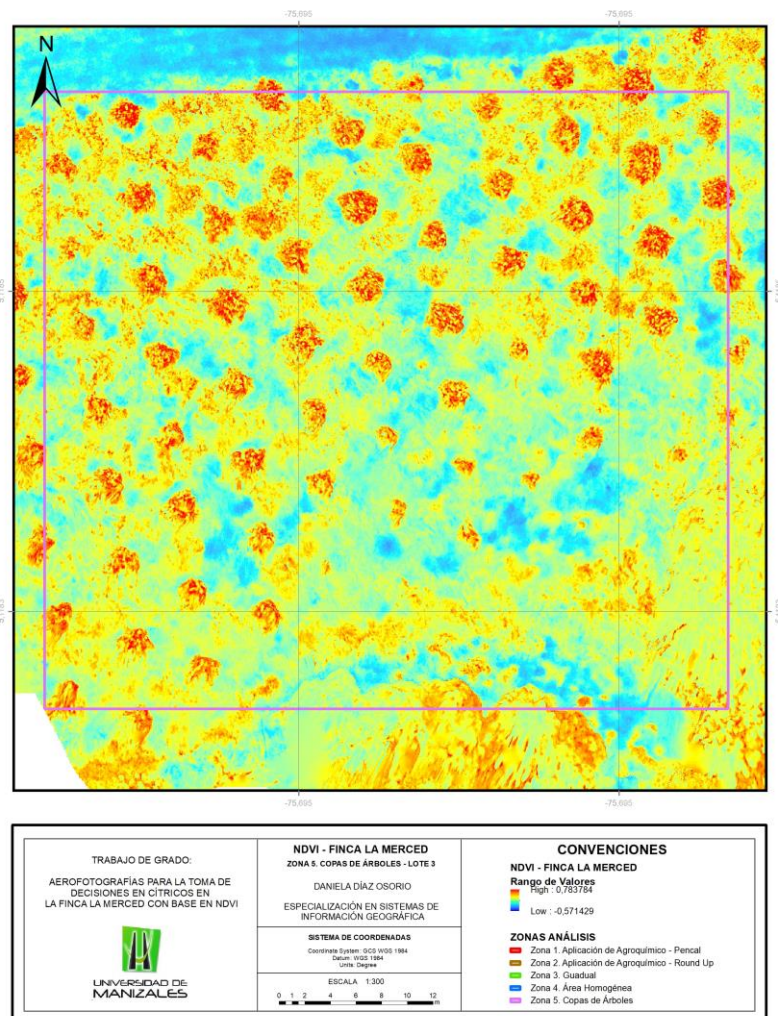 -75,695
-75,695
N
-75,695
-75,695
TRABAJO DE GRADO:
AEROFOTOGRAFÍAS PARA LA TOMA DE
DECISIONES EN CÍTRICOS EN
LA FINCA LA MERCED CON BASE EN NDVI
UNIVERSIDAD DE
MANIZALES
NDVI - FINCA LA MERCED
ZONA 5. COPAS DE ÁRBOLES - LOTE 3
DANIELA DÍAZ OSORIO
ESPECIALIZACIÓN EN SISTEMAS DE
INFORMACIÓN GEOGRÁFICA
SISTEMA DE COORDENADAS
Coordinate System: GCS WGS 1984
Datum: WGS 1984
Units: Degree
ESCALA 1:300
0 1 2 4 6 8 10 12
m
CONVENCIONES
NDVI - FINCA LA MERCED
Rango de Valores
High : 0,783784
Low : -0,571429
ZONAS ANÁLISIS
Zona 1. Aplicación de Agroquímico - Pencal
Zona 2. Aplicación de Agroquímico - Round Up
Zona 3. Guadual
Zona 4. Área Homogénea
Zona 5. Copas de Árboles